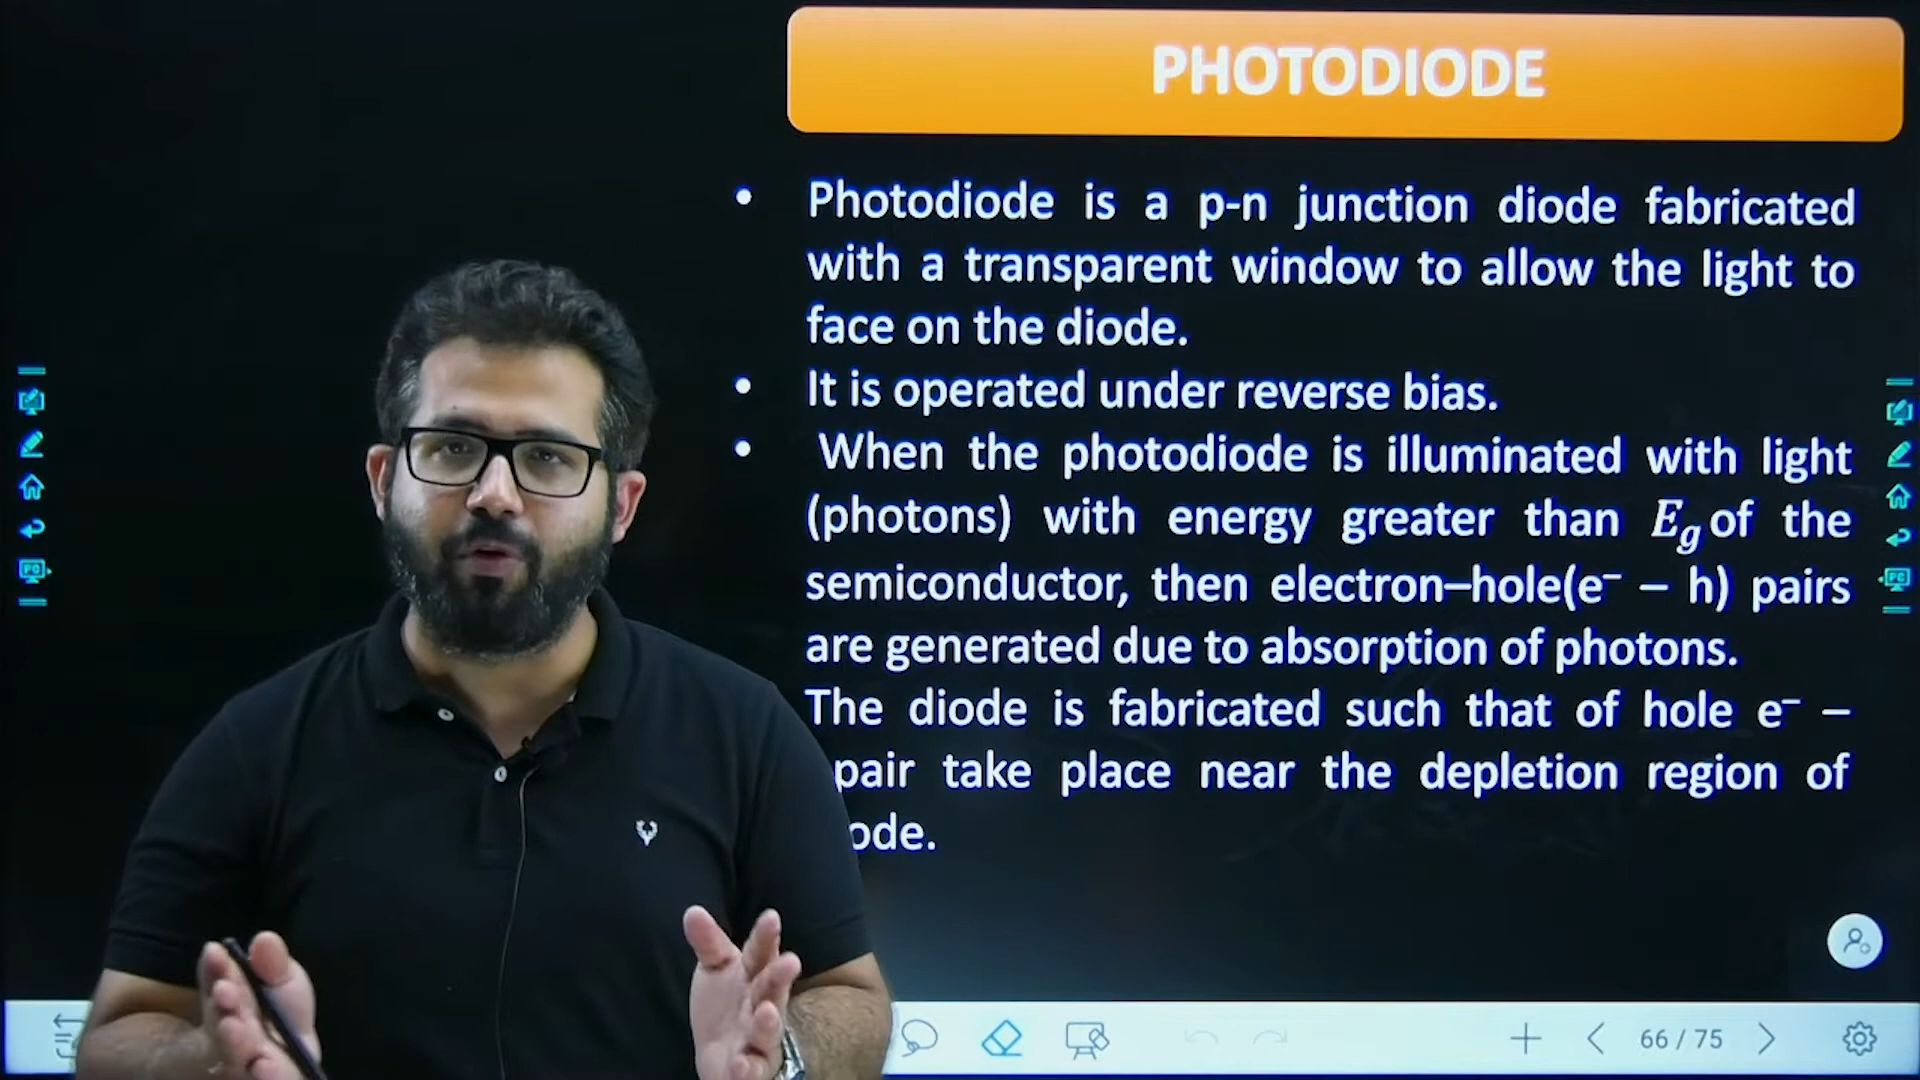 PHOTODIODE
• Photodiode is a p-n junction diode fabricated
with a transparent window to allow the light to
face on the diode.
• It is operated under reverse bias.
• When the photodiode is illuminated with light
(photons) with energy greater than E_g of the
semiconductor, then electron–hole(e⁻ – h) pairs
are generated due to absorption of photons.
The diode is fabricated such that of hole e⁻ –
pair take place near the depletion region of
ode.
PC
PC
66 / 75